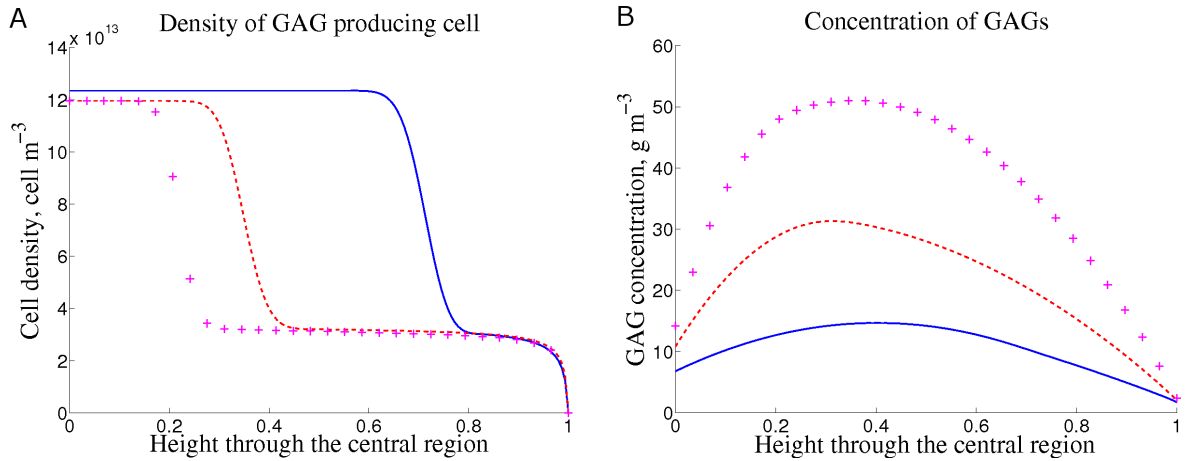 A
Density of GAG producing cell
14 x 10^13
12
10
8
6
4
2
0
0.2
0.4
0.6
0.8
1
Cell density, cell m^−3
Height through the central region
B
Concentration of GAGs
60
50
40
30
20
10
0
0
0.2
0.4
0.6
0.8
1
GAG concentration, g m^−3
Height through the central region